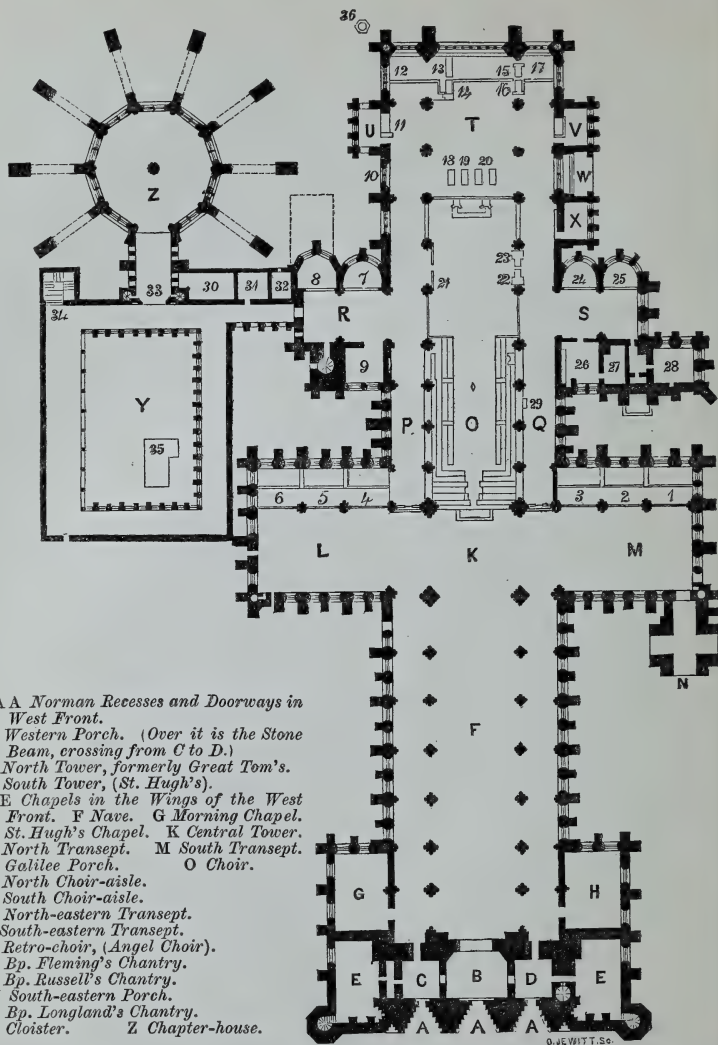 36
12
13
15
17
14
16
U
11
T
V
10
18
19
20
W
Z
X
33
30
31
32
8
7
21
23
22
24
25
34
R
S
9
26
27
28
Y
35
P
O
Q
29
6
5
4
3
2
1
L
K
M
N
F
G
H
E
C
B
D
E
A
A
A
A A Norman Recesses and Doorways in
West Front.
Western Porch. (Over it is the Stone
Beam, crossing from C to D.)
North Tower, formerly Great Tom's.
South Tower, (St. Hugh's).
E Chapels in the Wings of the West
Front. F Nave. G Morning Chapel.
St. Hugh's Chapel. K Central Tower.
North Transept. M South Transept.
Galilee Porch. O Choir.
North Choir-aisle.
South Choir-aisle.
North-eastern Transept.
South-eastern Transept.
Retro-choir, (Angel Choir).
Bp. Fleming's Chantry.
Bp. Russell's Chantry.
South-eastern Porch.
Bp. Longland's Chantry.
Cloister. Z Chapter-house.
O.JEWITT.Sc.